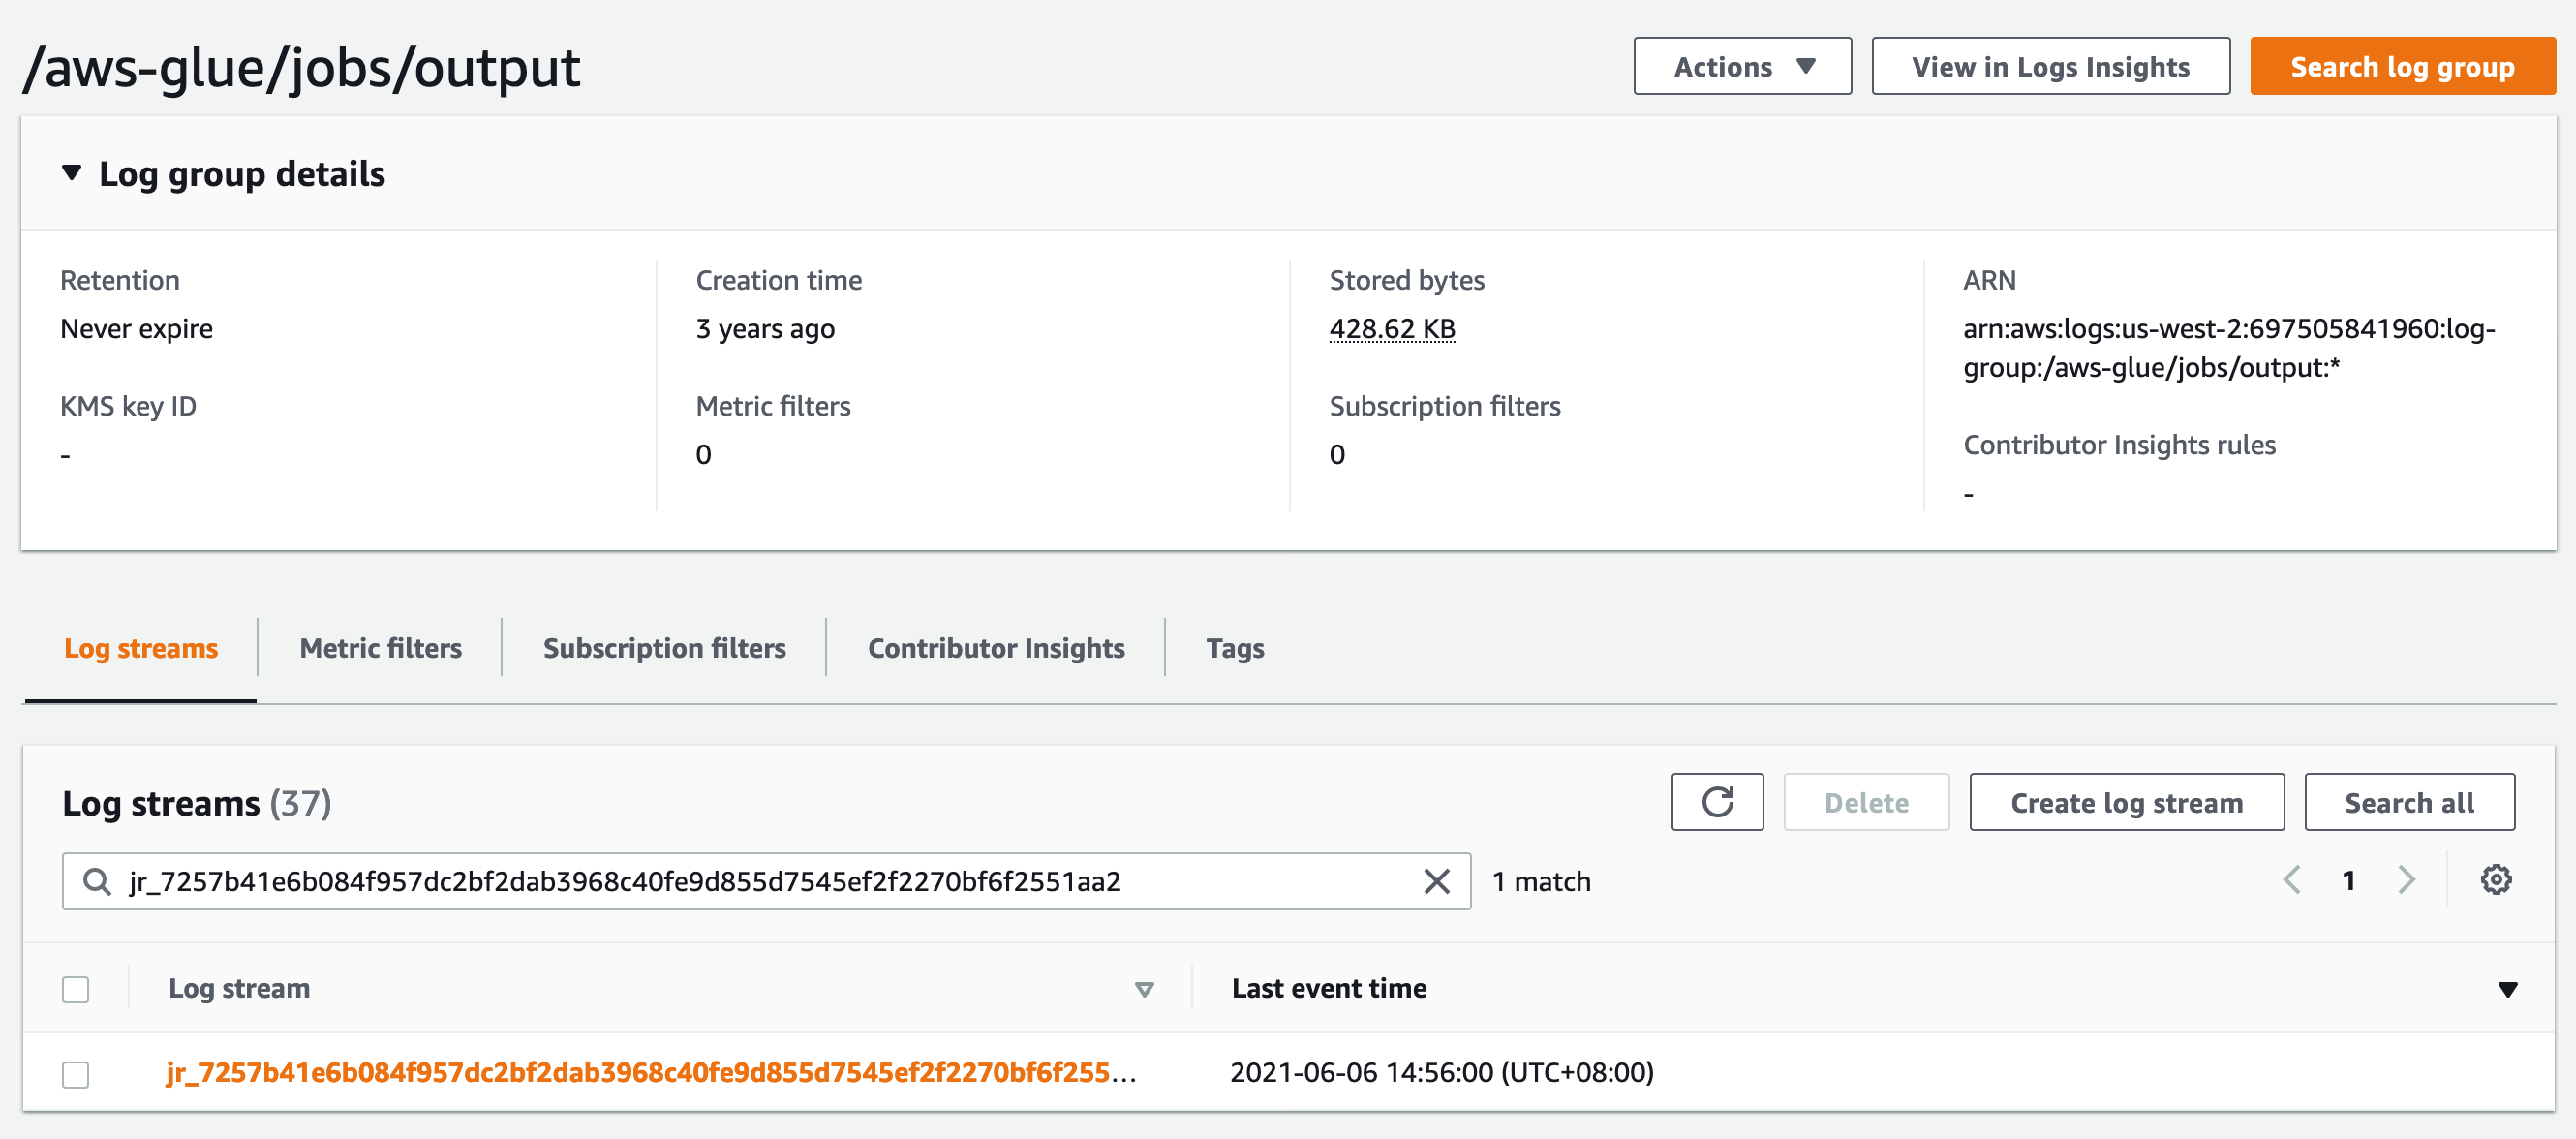 /aws-glue/jobs/output
Actions
View in Logs Insights
Search log group
Log group details
Retention
Never expire
KMS key ID
-
Creation time
3 years ago
Metric filters
0
Stored bytes
428.62 KB
Subscription filters
0
ARN
arn:aws:logs:us-west-2:697505841960:log-
group:/aws-glue/jobs/output:*
Contributor Insights rules
-
Log streams
Metric filters
Subscription filters
Contributor Insights
Tags
Log streams (37)
Delete
Create log stream
Search all
jr_7257b41e6b084f957dc2bf2dab3968c40fe9d855d7545ef2f2270bf6f2551aa2
1 match
1
Log stream
Last event time
jr_7257b41e6b084f957dc2bf2dab3968c40fe9d855d7545ef2f2270bf6f255...
2021-06-06 14:56:00 (UTC+08:00)